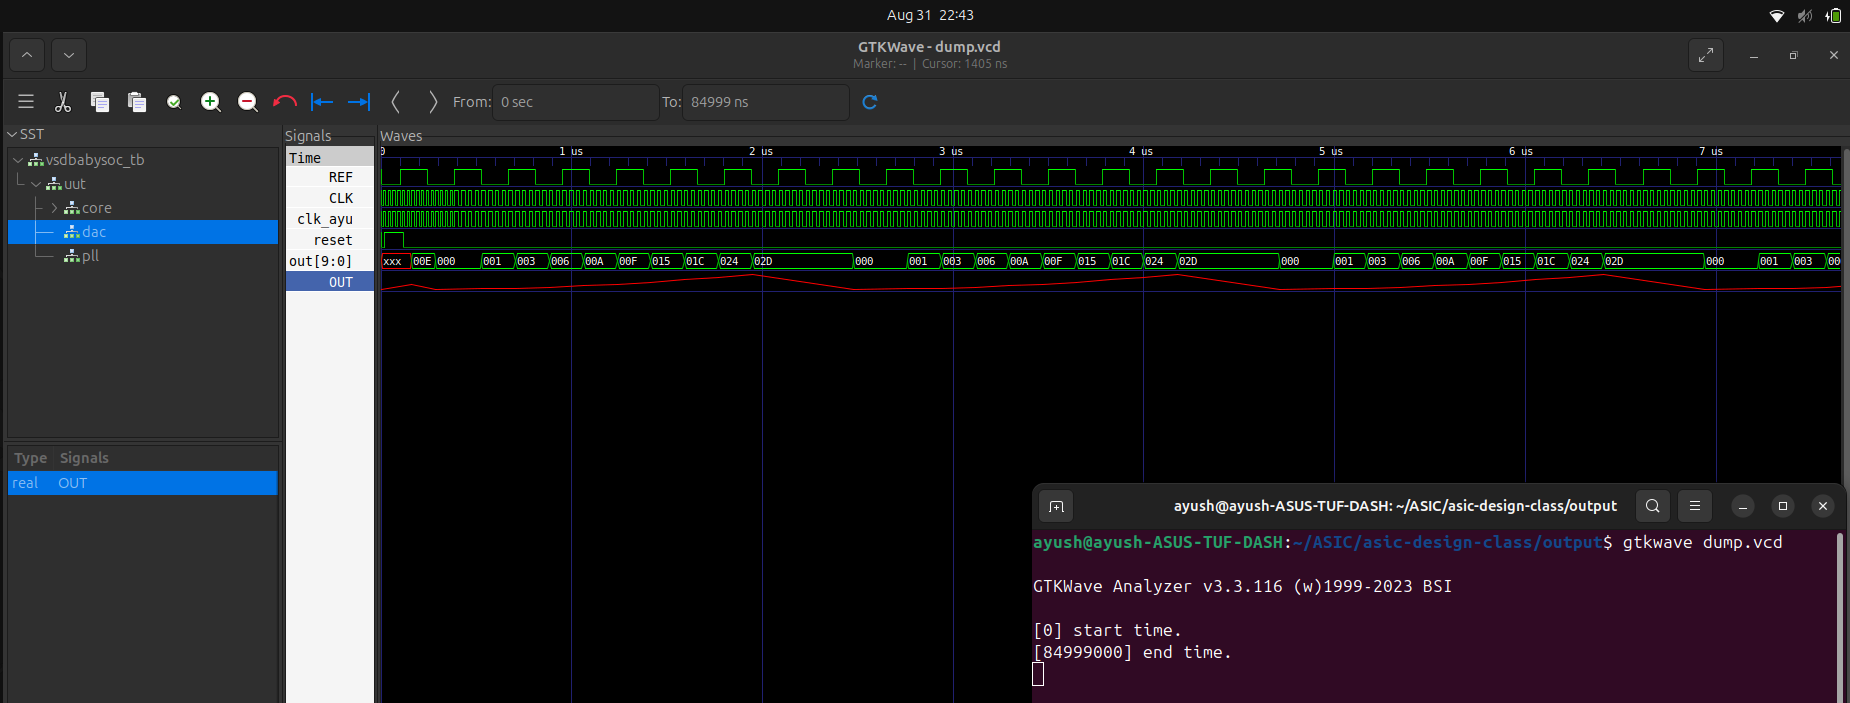 Aug 31 22:43
GTKWave - dump.vcd
Marker: -- | Cursor: 1405 ns
From: 0 sec To: 84999 ns
SST
vsdbabysoc_tb
uut
core
dac
pll
Type Signals
real OUT
Signals
Time
REF
CLK
clk_ayu
reset
out[9:0]
OUT
Waves
0 1 us 2 us 3 us 4 us 5 us 6 us 7 us
xxx 00E 000 001 003 006 00A 00F 015 01C 024 02D 000 001 003 006 00A 00F 015 01C 024 02D 000 001 003 006 00A 00F 015 01C 024 02D 000 001 003 00
ayush@ayush-ASUS-TUF-DASH: ~/ASIC/asic-design-class/output
ayush@ayush-ASUS-TUF-DASH:~/ASIC/asic-design-class/output$ gtkwave dump.vcd
GTKWave Analyzer v3.3.116 (w)1999-2023 BSI
[0] start time.
[84999000] end time.